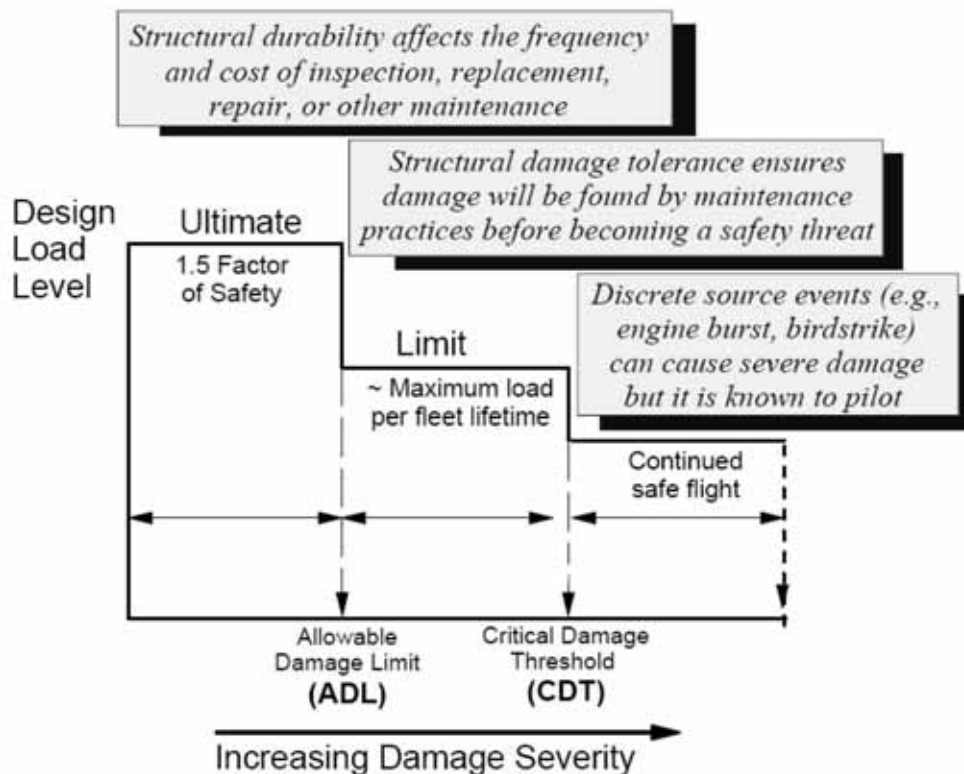 Structural durability affects the frequency
and cost of inspection, replacement,
repair, or other maintenance
Structural damage tolerance ensures
damage will be found by maintenance
practices before becoming a safety threat
Discrete source events (e.g.,
engine burst, birdstrike)
can cause severe damage
but it is known to pilot
Design
Load
Level
Ultimate
1.5 Factor
of Safety
Limit
~ Maximum load
per fleet lifetime
Continued
safe flight
Allowable
Damage Limit
(ADL)
Critical Damage
Threshold
(CDT)
Increasing Damage Severity